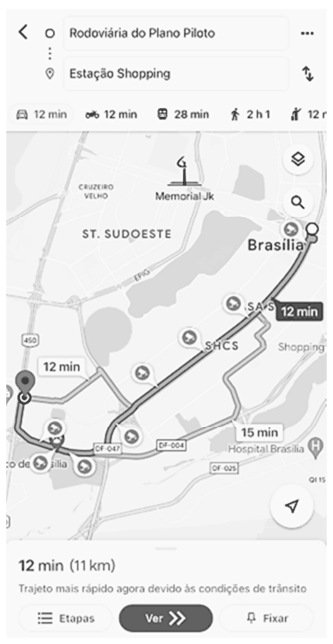 Rodoviária do Plano Piloto
Estação Shopping
12 min
12 min
28 min
2 h 1
12 r
CRUZEIRO
VELHO
Memorial Jk
ST. SUDOESTE
EPIG
Brasília
SAS
12 min
SHCS
450
12 min
Shopping
15 min
DF-047
DF-004
Hospital Brasília
co de Brasília
DF-025
QI 15
12 min (11 km)
Trajeto mais rápido agora devido às condições de trânsito
Etapas
Ver
Fixar